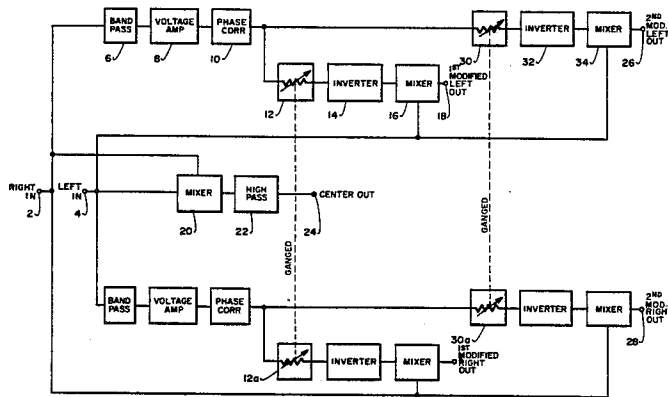 BAND PASS
6
VOLTAGE AMP
8
PHASE CORR
10
30
INVERTER
32
MIXER
34
2ND MOD. LEFT OUT
26
12
INVERTER
14
MIXER
16
1ST MODIFIED LEFT OUT
18
RIGHT IN
2
LEFT IN
4
MIXER
20
HIGH PASS
22
CENTER OUT
24
GANGED
GANGED
BAND PASS
VOLTAGE AMP
PHASE CORR
30a
INVERTER
MIXER
2ND MOD. RIGHT OUT
28
12a
INVERTER
MIXER
1ST MODIFIED RIGHT OUT